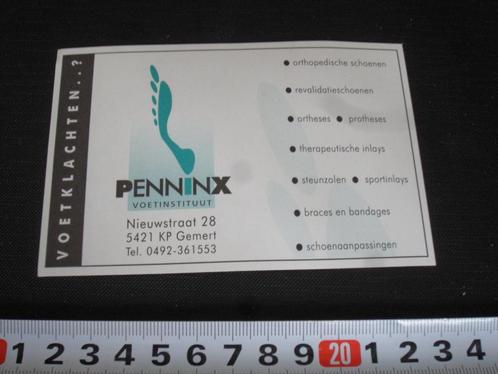 VOETKLACHTEN..?
PENNINX
VOETINSTITUUT
Nieuwstraat 28
5421 KP Gemert
Tel. 0492-361553
● orthopedische schoenen
● revalidatieschoenen
● ortheses ● protheses
● therapeutische inlays
● steunzolen ● sportinlays
● braces en bandages
● schoenaanpassingen
1 2 3 4 5 6 7 8 9 20 1 2 3 4